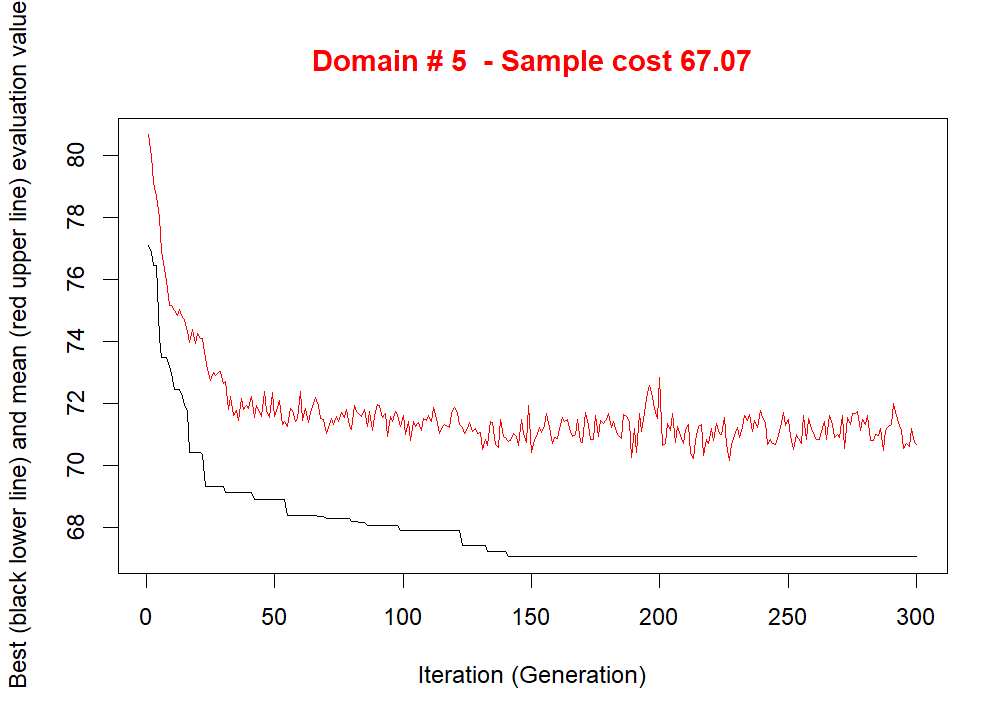 Domain # 5  - Sample cost 67.07
Best (black lower line) and mean (red upper line) evaluation value
80
78
76
74
72
70
68
0 50 100 150 200 250 300
Iteration (Generation)